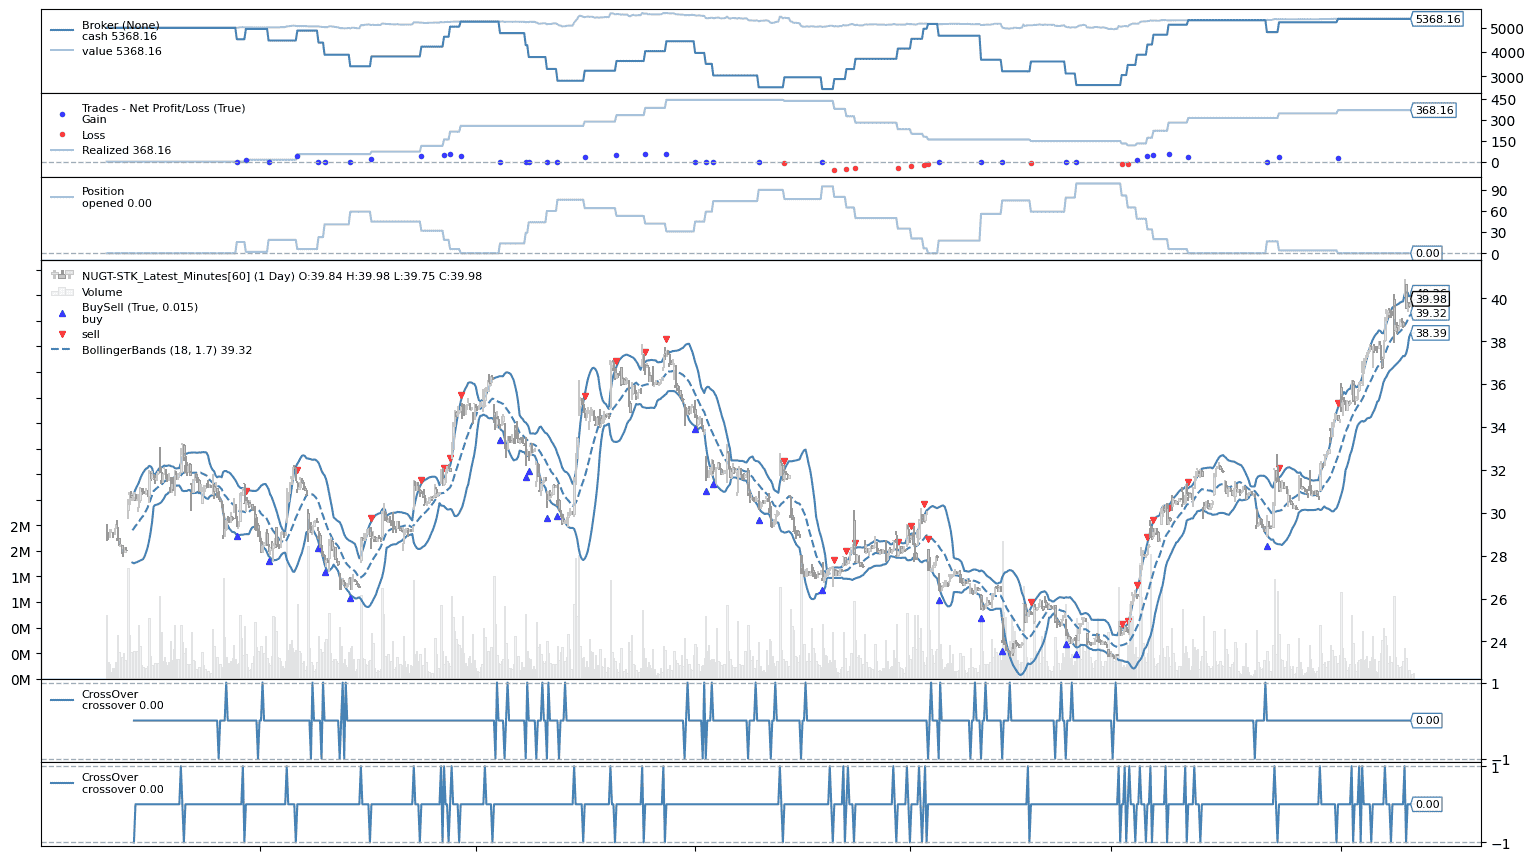 Broker (None)
cash 5368.16
value 5368.16
5368.16
5000
4000
3000
Trades - Net Profit/Loss (True)
Gain
Loss
Realized 368.16
450
368.16
300
150
0
Position
opened 0.00
90
60
30
0.00
0
NUGT-STK_Latest_Minutes[60] (1 Day) O:39.84 H:39.98 L:39.75 C:39.98
Volume
BuySell (True, 0.015)
buy
sell
BollingerBands (18, 1.7) 39.32
39.98
40
39.32
38.39
38
36
34
32
30
28
26
24
2M
2M
1M
1M
0M
0M
0M
CrossOver
crossover 0.00
1
0.00
−1
CrossOver
crossover 0.00
1
0.00
−1